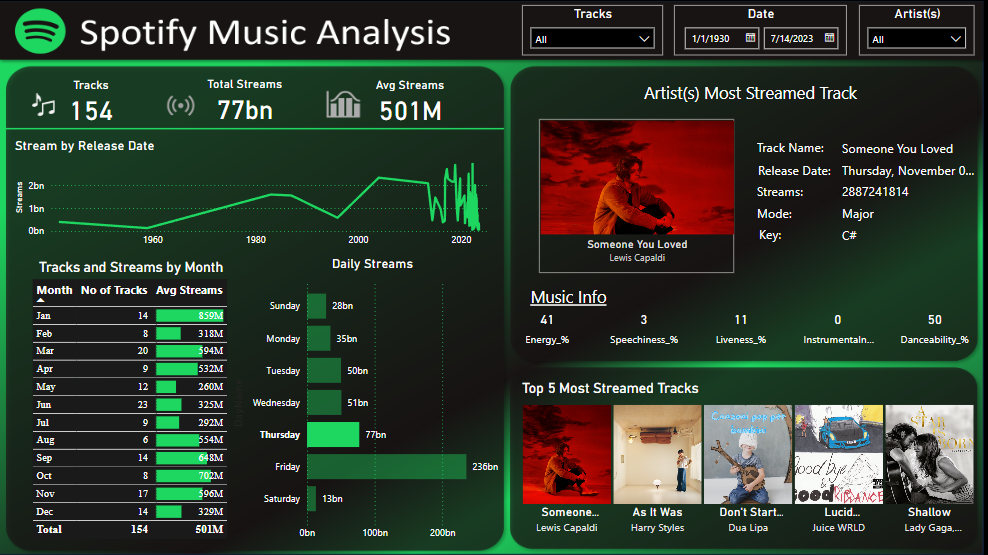 Spotify Music Analysis
Tracks
All
Date
1/1/1930 7/14/2023
Artist(s)
All
Tracks
154
Total Streams
77bn
Avg Streams
501M
Stream by Release Date
Streams
2bn
1bn
0bn
1960 1980 2000 2020
Tracks and Streams by Month
Month No of Tracks Avg Streams
Jan 14 859M
Feb 8 318M
Mar 20 594M
Apr 9 532M
May 12 260M
Jun 23 325M
Jul 9 292M
Aug 6 554M
Sep 14 648M
Oct 8 702M
Nov 17 596M
Dec 14 329M
Total 154 501M
Daily Streams
Sunday 28bn
Monday 35bn
Tuesday 50bn
Wednesday 51bn
Thursday 77bn
Friday 236bn
Saturday 13bn
0bn 100bn 200bn
Artist(s) Most Streamed Track
Someone You Loved
Lewis Capaldi
Track Name: Someone You Loved
Release Date: Thursday, November 0...
Streams: 2887241814
Mode: Major
Key: C#
Music Info
41 3 11 0 50
Energy_% Speechiness_% Liveness_% Instrumentaln... Danceability_%
Top 5 Most Streamed Tracks
Someone... As It Was Don't Start... Lucid... Shallow
Lewis Capaldi Harry Styles Dua Lipa Juice WRLD Lady Gaga,...